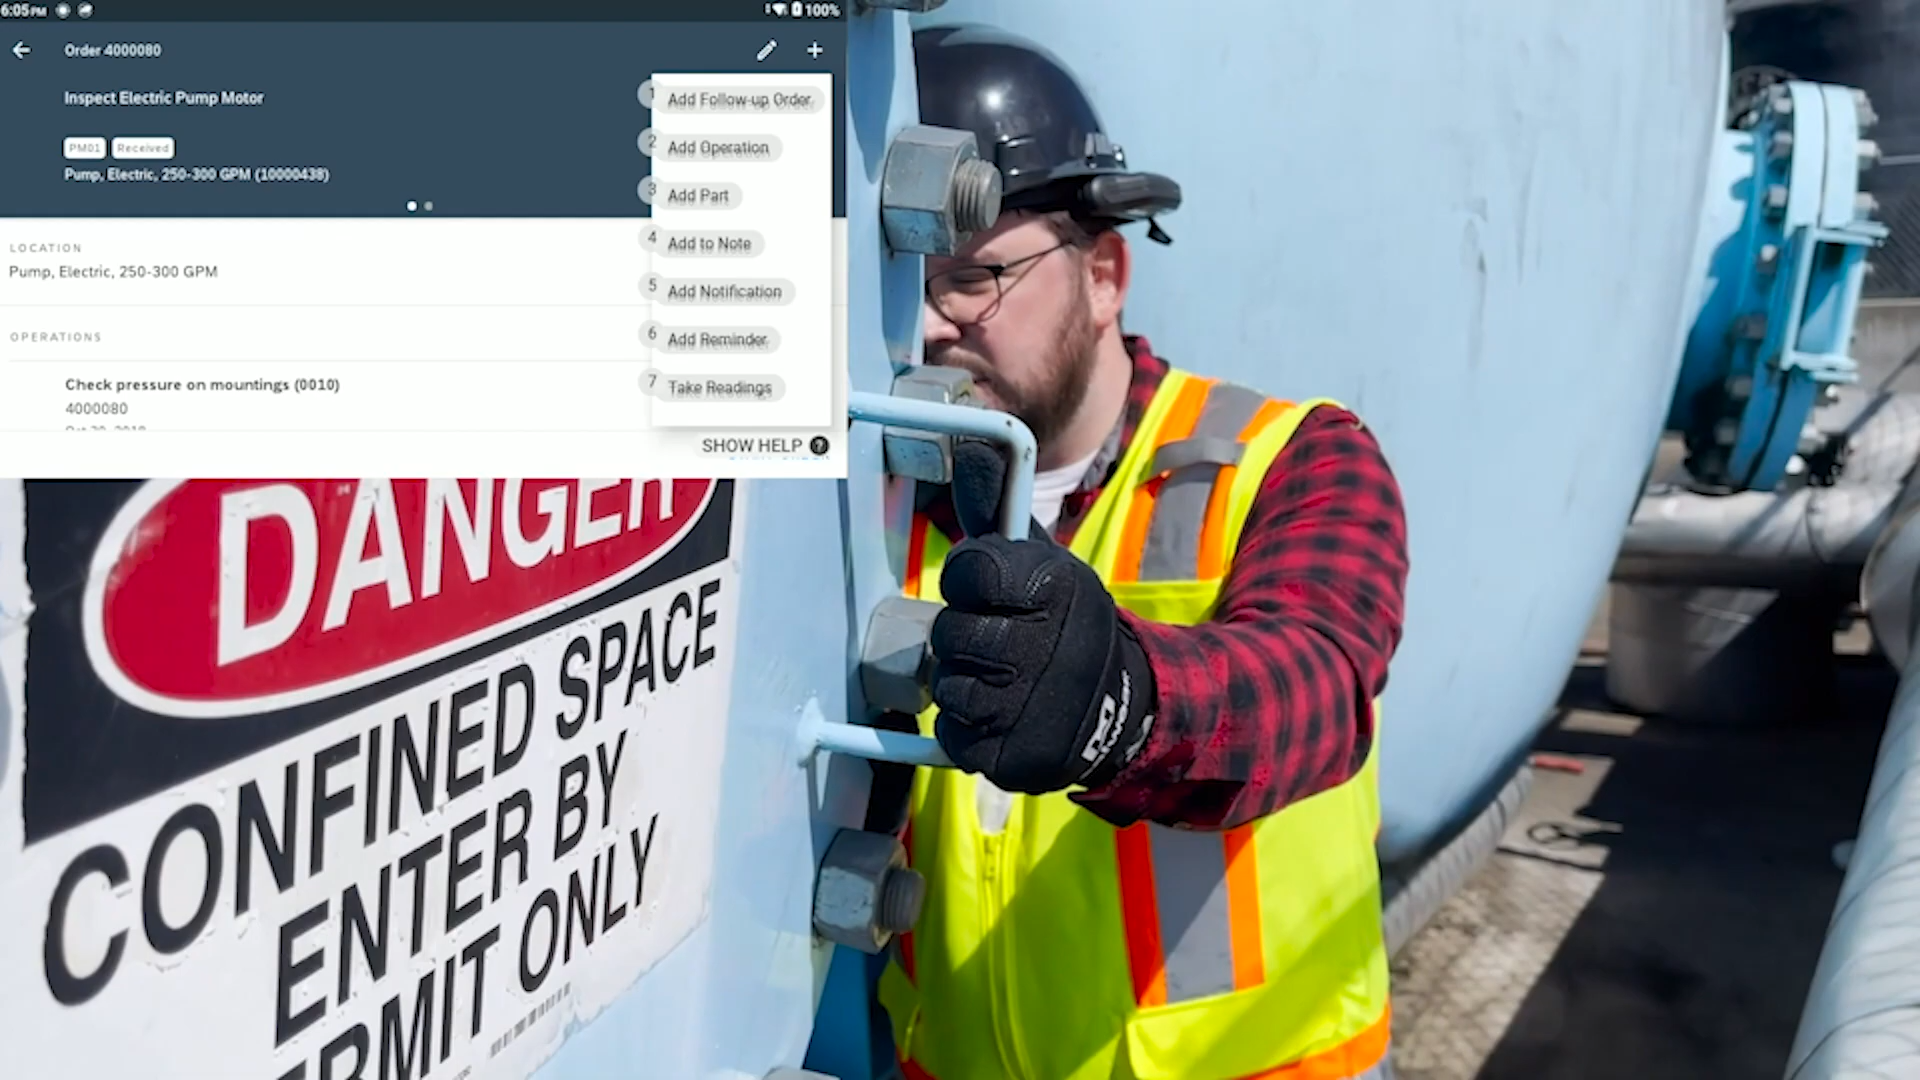 6:05PM
100%
Order 4000080
Inspect Electric Pump Motor
PM01 Received
Pump, Electric, 250-300 GPM (10000438)
1 Add Follow-up Order
2 Add Operation
3 Add Part
4 Add to Note
5 Add Notification
6 Add Reminder
7 Take Readings
LOCATION
Pump, Electric, 250-300 GPM
OPERATIONS
Check pressure on mountings (0010)
4000080
SHOW HELP ?
DANGER
CONFINED SPACE
ENTER BY
ERMIT ONLY